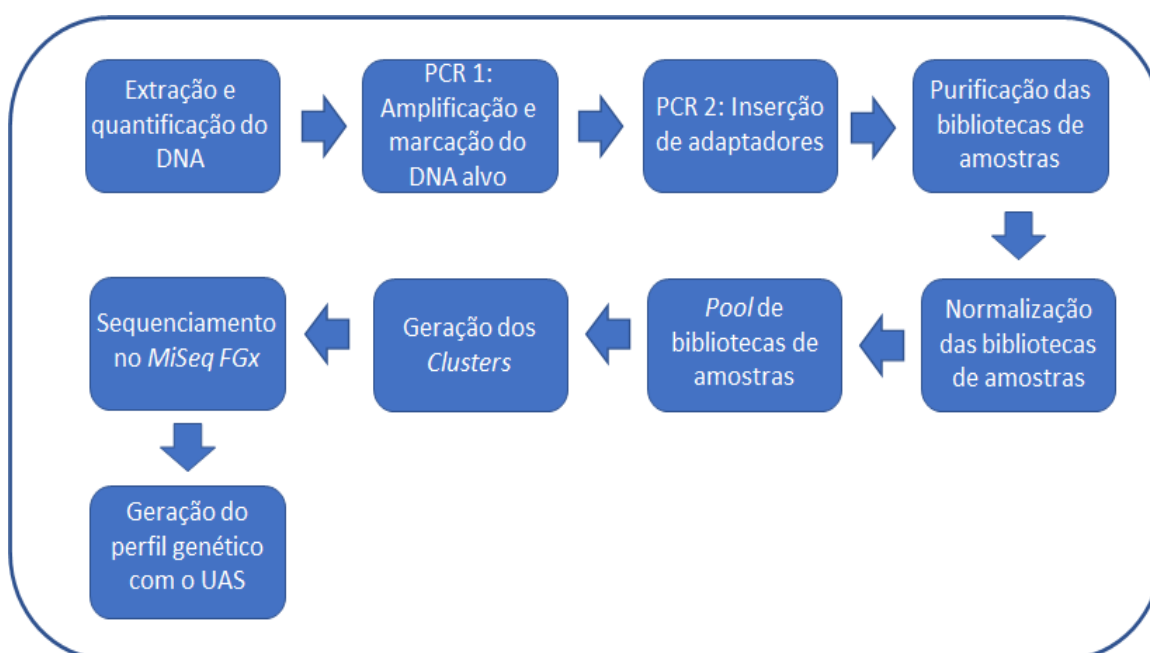 Extração e
quantificação do
DNA
PCR 1:
Amplificação e
marcação do
DNA alvo
PCR 2: Inserção
de adaptadores
Purificação das
bibliotecas de
amostras
Normalização
das bibliotecas
de amostras
Pool de
bibliotecas de
amostras
Geração dos
Clusters
Sequenciamento
no MiSeq FGx
Geração do
perfil genético
com o UAS